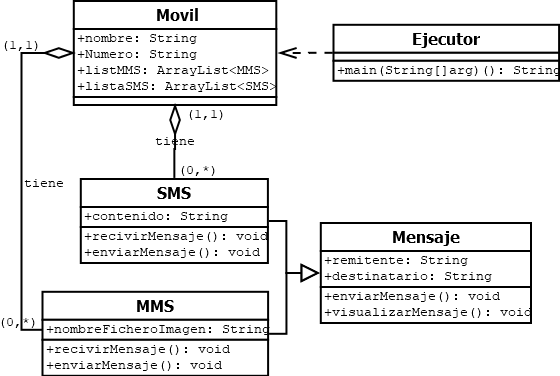 Movil
+nombre: String
+Numero: String
+listMMS: ArrayList<MMS>
+listaSMS: ArrayList<SMS>
Ejecutor
+main(String[]arg)(): String
(1,1)
(1,1)
tiene
(0,*)
tiene
SMS
+contenido: String
+recivirMensaje(): void
+enviarMensaje(): void
Mensaje
+remitente: String
+destinatario: String
+enviarMensaje(): void
+visualizarMensaje(): void
(0,*)
MMS
+nombreFicheroImagen: String
+recivirMensaje(): void
+enviarMensaje(): void